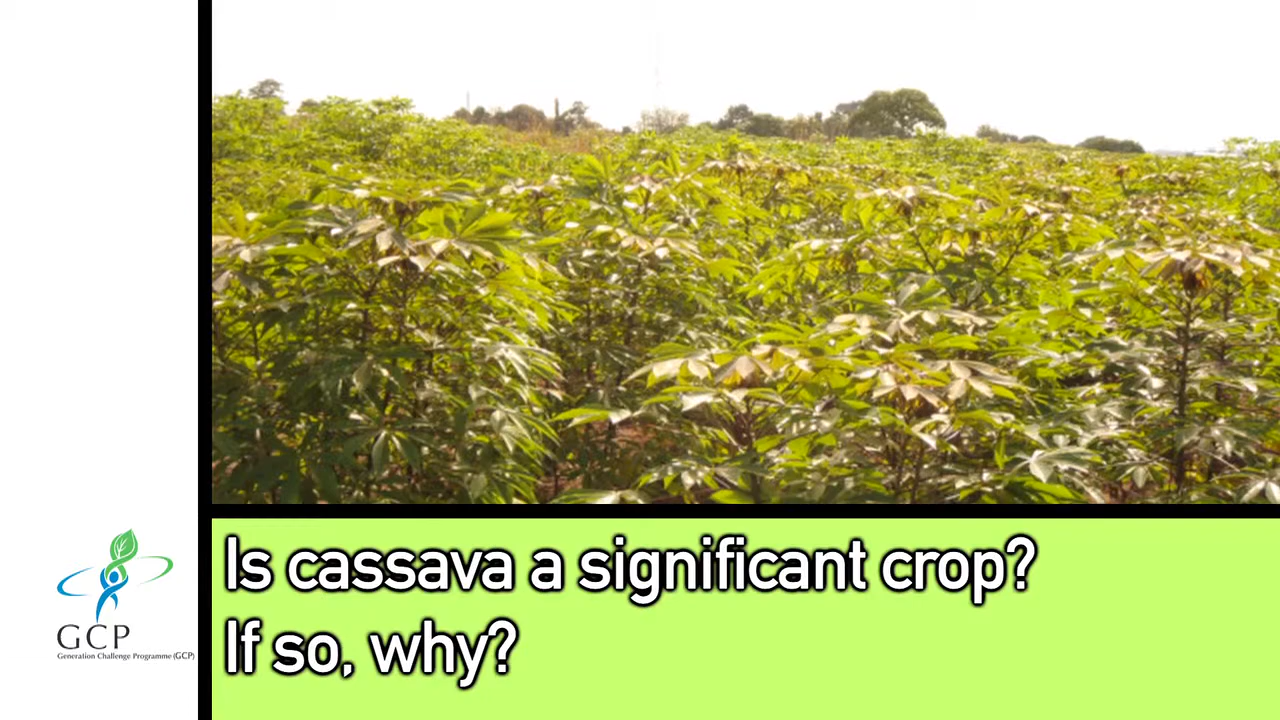 Is cassava a significant crop?
If so, why?
GCP
Generation Challenge Programme (GCP)